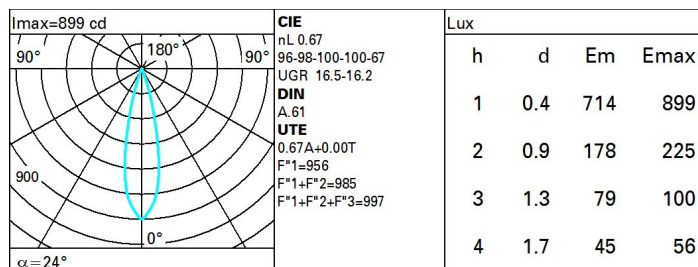 Imax=899 cd
90°
180°
90°
900
0°
α=24°
CIE
nL 0.67
96-98-100-100-67
UGR 16.5-16.2
DIN
A.61
UTE
0.67A+0.00T
F"1=956
F"1+F"2=985
F"1+F"2+F"3=997
Lux
h d Em Emax
1 0.4 714 899
2 0.9 178 225
3 1.3 79 100
4 1.7 45 56